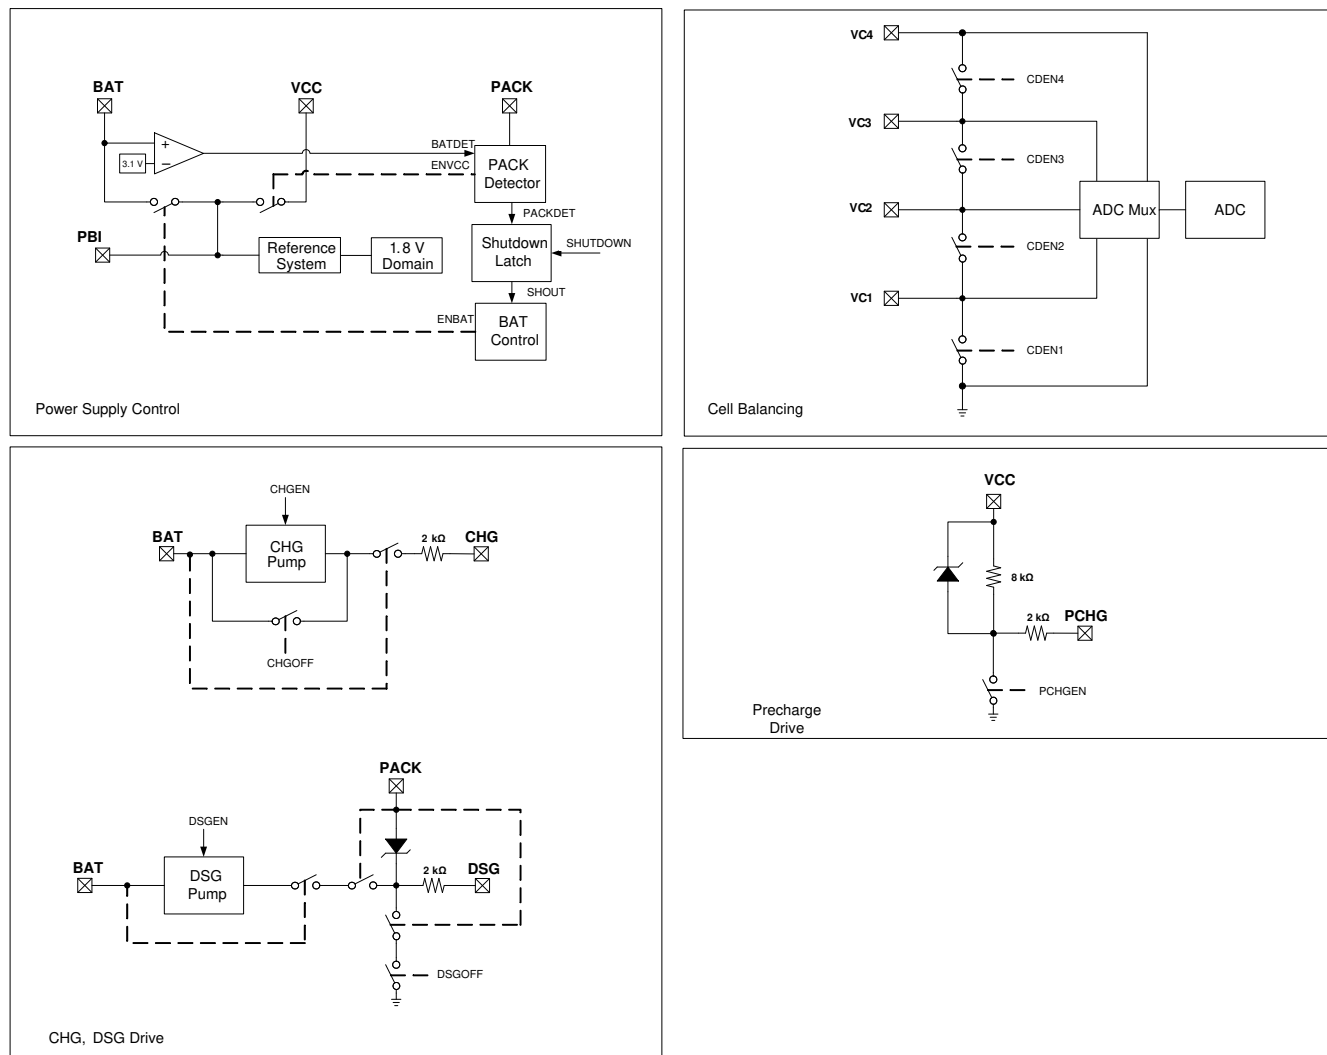 BAT
VCC
PACK
3.1 V
+
−
BATDET
ENVCC
PACK
Detector
PACKDET
PBI
Reference
System
1.8 V
Domain
Shutdown
Latch
SHUTDOWN
SHOUT
ENBAT
BAT
Control
Power Supply Control
VC4
CDEN4
VC3
CDEN3
VC2
ADC Mux
ADC
CDEN2
VC1
CDEN1
Cell Balancing
CHGEN
BAT
CHG
Pump
2 kΩ
CHG
CHGOFF
PACK
DSGEN
BAT
DSG
Pump
2 kΩ
DSG
DSGOFF
CHG, DSG Drive
VCC
8 kΩ
2 kΩ
PCHG
PCHGEN
Precharge
Drive